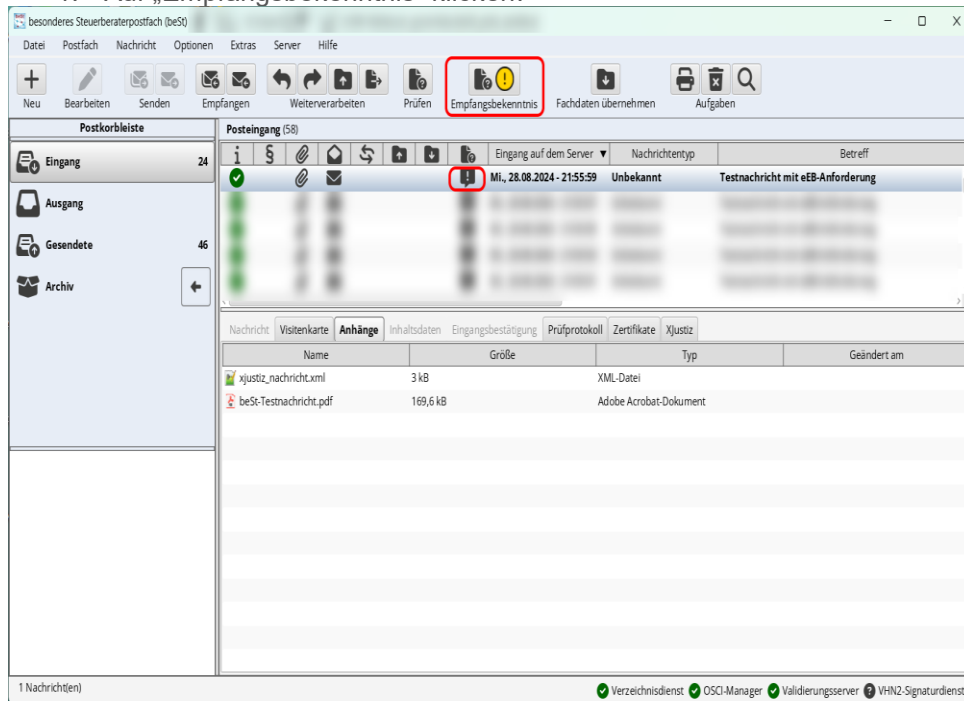 besonderes Steuerberaterpostfach (beSt)
Datei Postfach Nachricht Optionen Extras Server Hilfe
Neu Bearbeiten Senden Empfangen Weiterverarbeiten Prüfen Empfangsbekenntnis Fachdaten übernehmen Aufgaben
Postkorbleiste
Posteingang (58)
Eingang 24
Ausgang
Gesendete 46
Archiv
Eingang auf dem Server ▼ Nachrichtentyp Betreff
Mi., 28.08.2024 - 21:55:59 Unbekannt Testnachricht mit eEB-Anforderung
Nachricht Visitenkarte Anhänge Inhaltsdaten Eingangsbestätigung Prüfprotokoll Zertifikate XJustiz
Name Größe Typ Geändert am
xjustiz_nachricht.xml 3 kB XML-Datei
beSt-Testnachricht.pdf 169,6 kB Adobe Acrobat-Dokument
1 Nachricht(en)
Verzeichnisdienst OSCI-Manager Validierungsserver VHN2-Signaturdienst